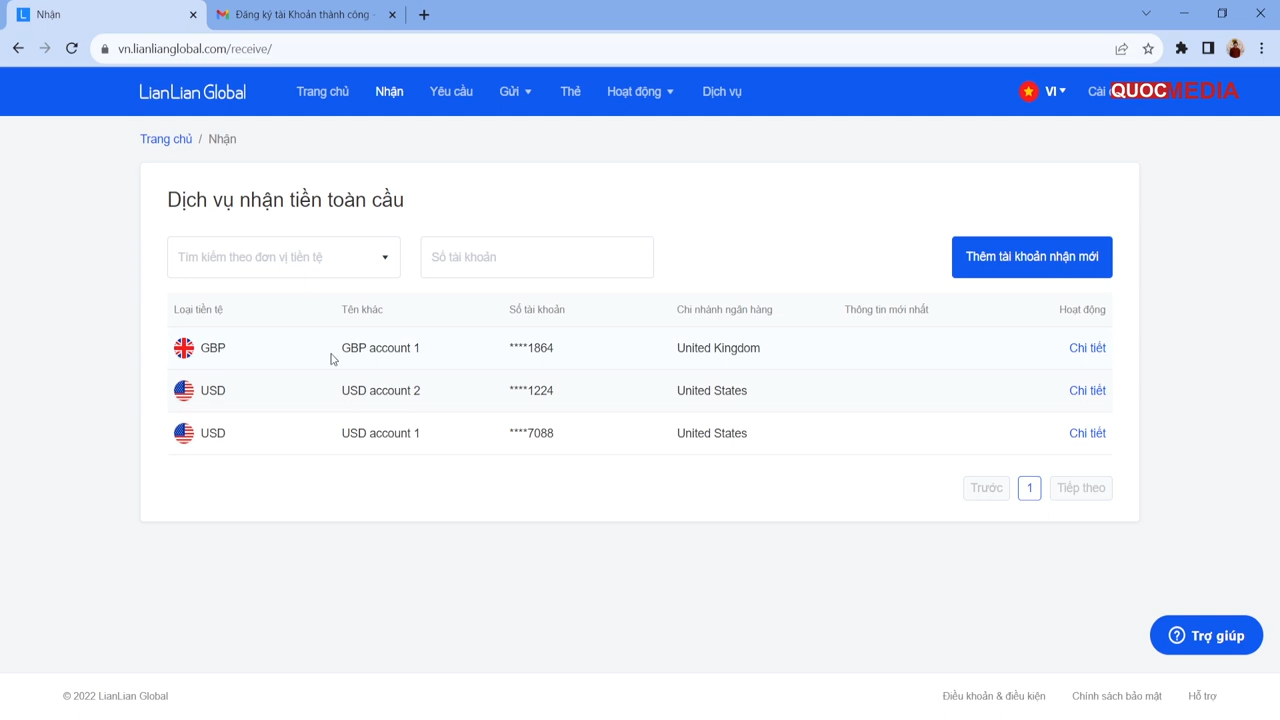 Nhận
Đăng ký tài Khoản thành công
vn.lianlianglobal.com/receive/
LianLian Global
Trang chủ
Nhận
Yêu cầu
Gửi
Thẻ
Hoạt động
Dịch vụ
VI
Cài
QUOCMEDIA
Trang chủ / Nhận
Dịch vụ nhận tiền toàn cầu
Tìm kiếm theo đơn vị tiền tệ
Số tài khoản
Thêm tài khoản nhận mới
Loại tiền tệ Tên khác Số tài khoản Chi nhánh ngân hàng Thông tin mới nhất Hoạt động
GBP GBP account 1 ****1864 United Kingdom Chi tiết
USD USD account 2 ****1224 United States Chi tiết
USD USD account 1 ****7088 United States Chi tiết
Trước 1 Tiếp theo
Trợ giúp
© 2022 LianLian Global
Điều khoản & điều kiện
Chính sách bảo mật
Hỗ trợ